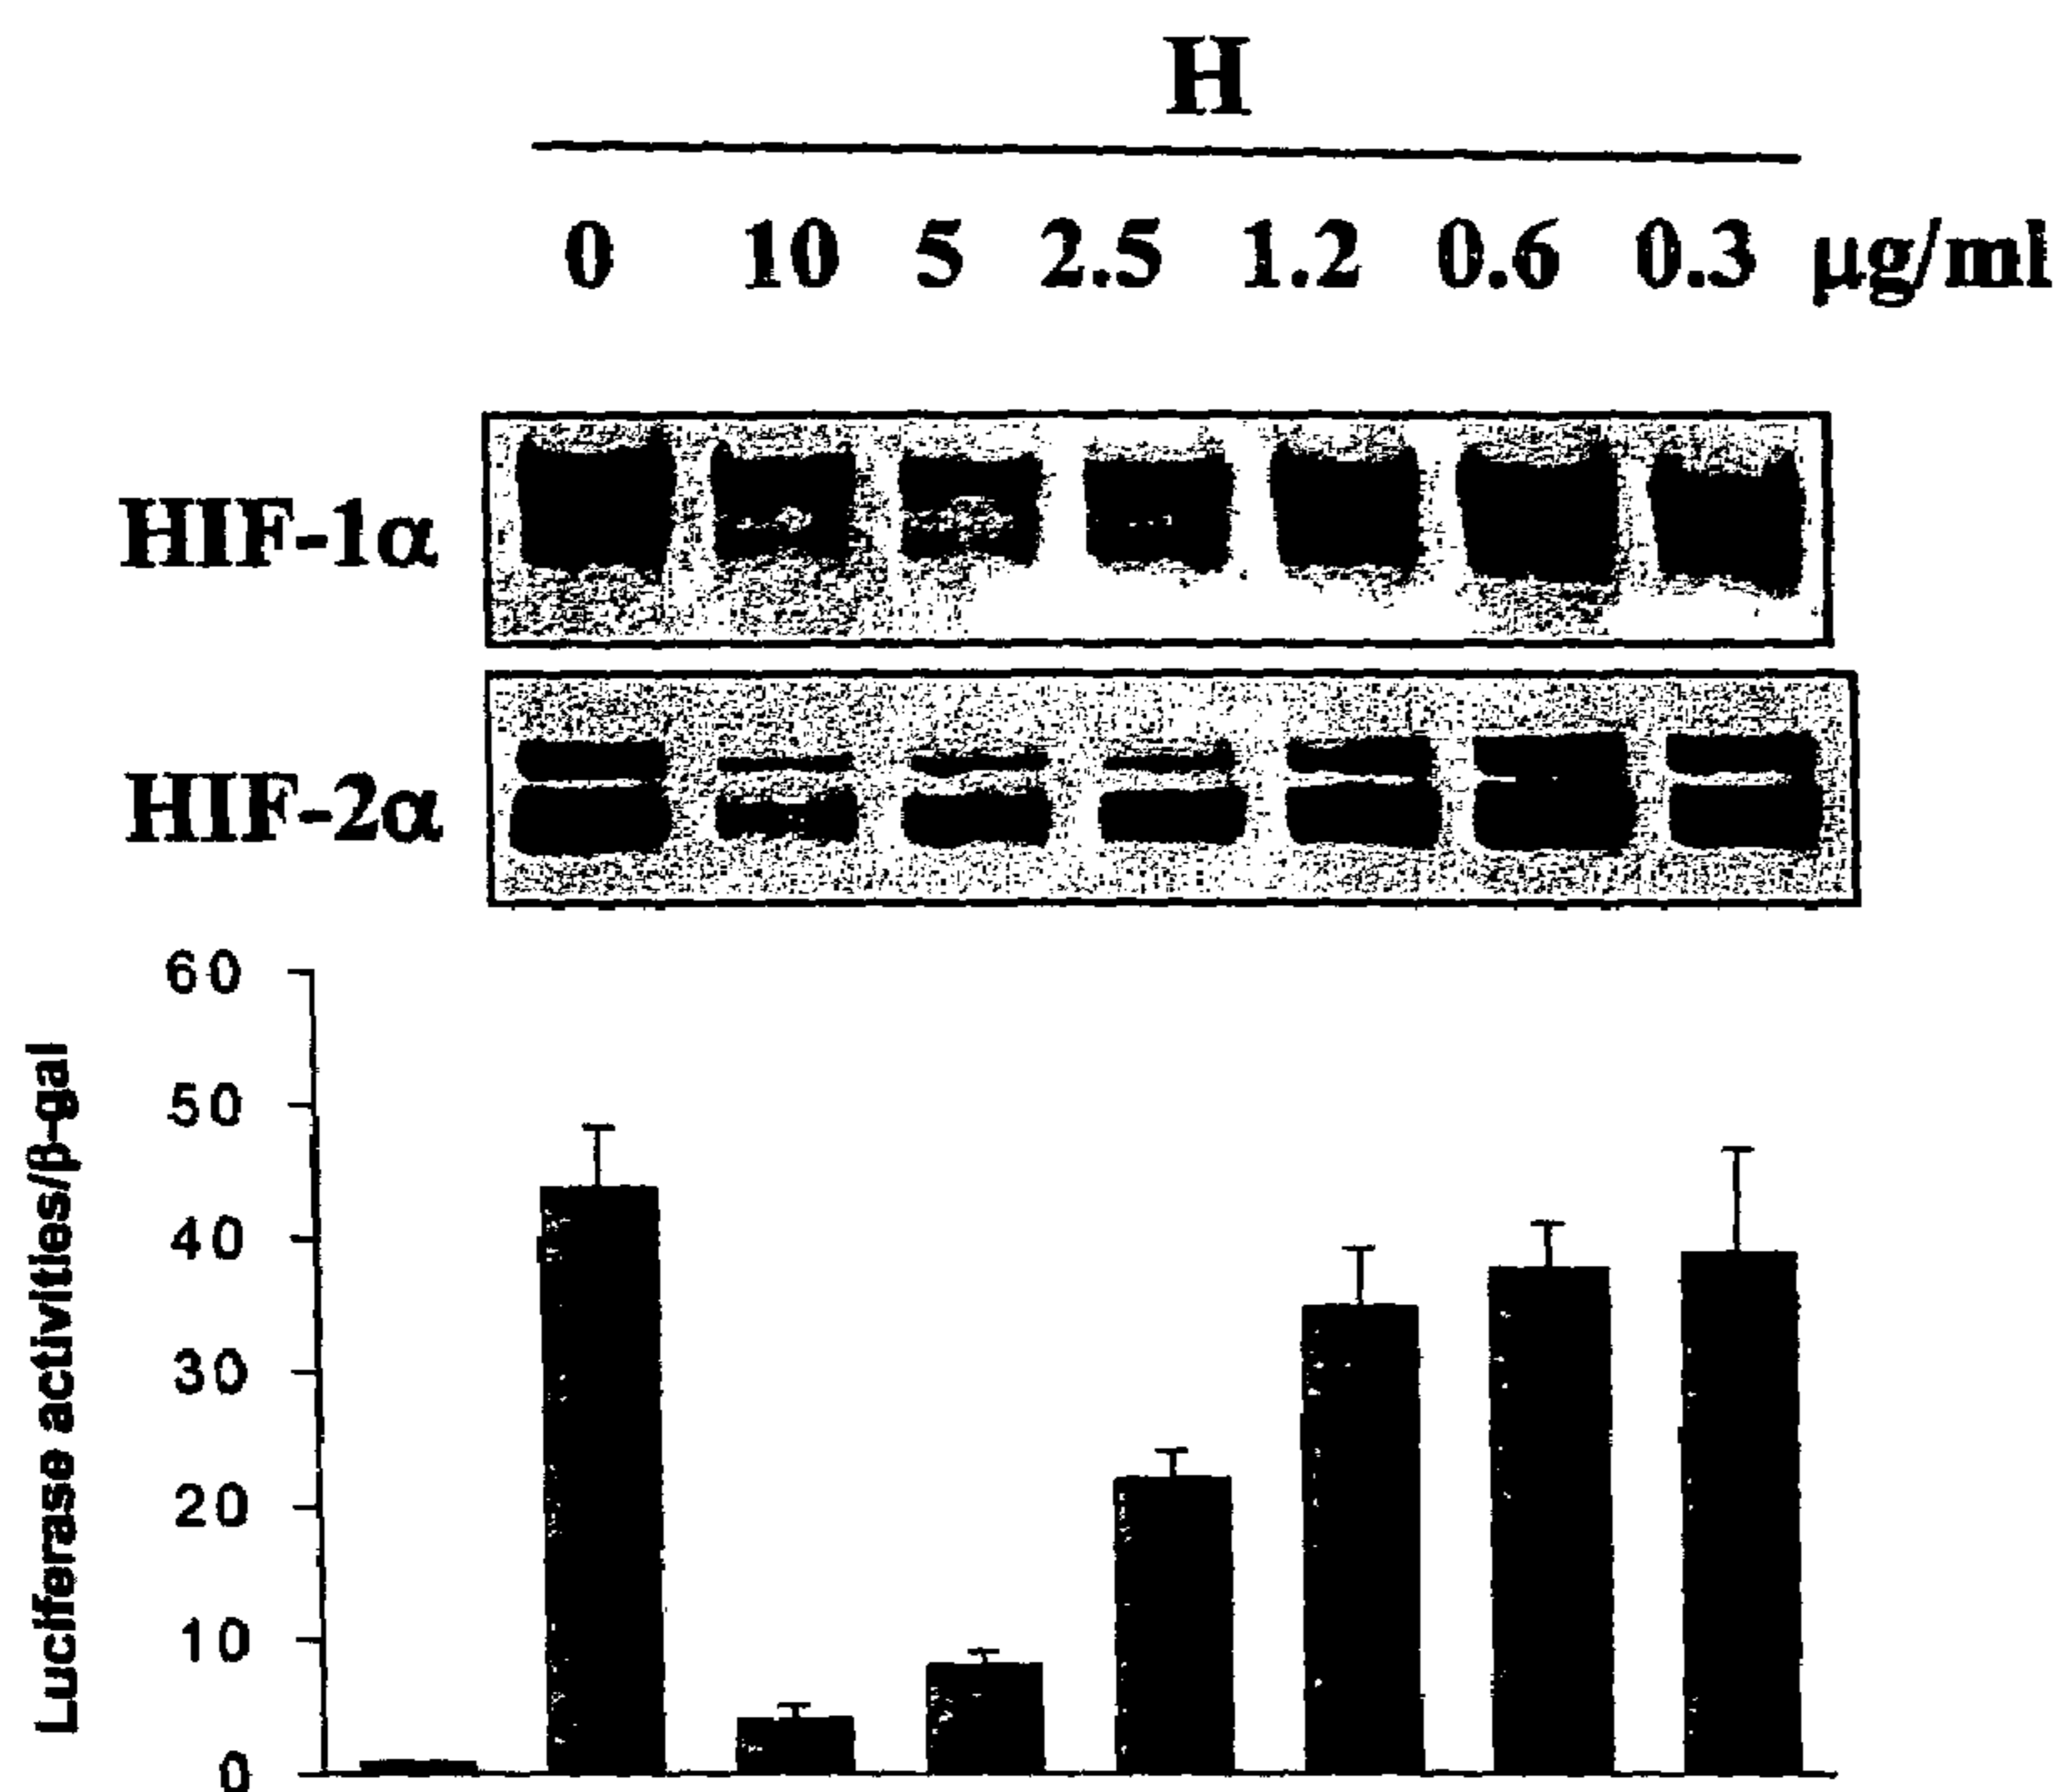 H
0 10 5 2.5 1.2 0.6 0.3 μg/ml
HIF-1α
HIF-2α
Luciferase activities/β-gal
60
50
40
30
20
10
0